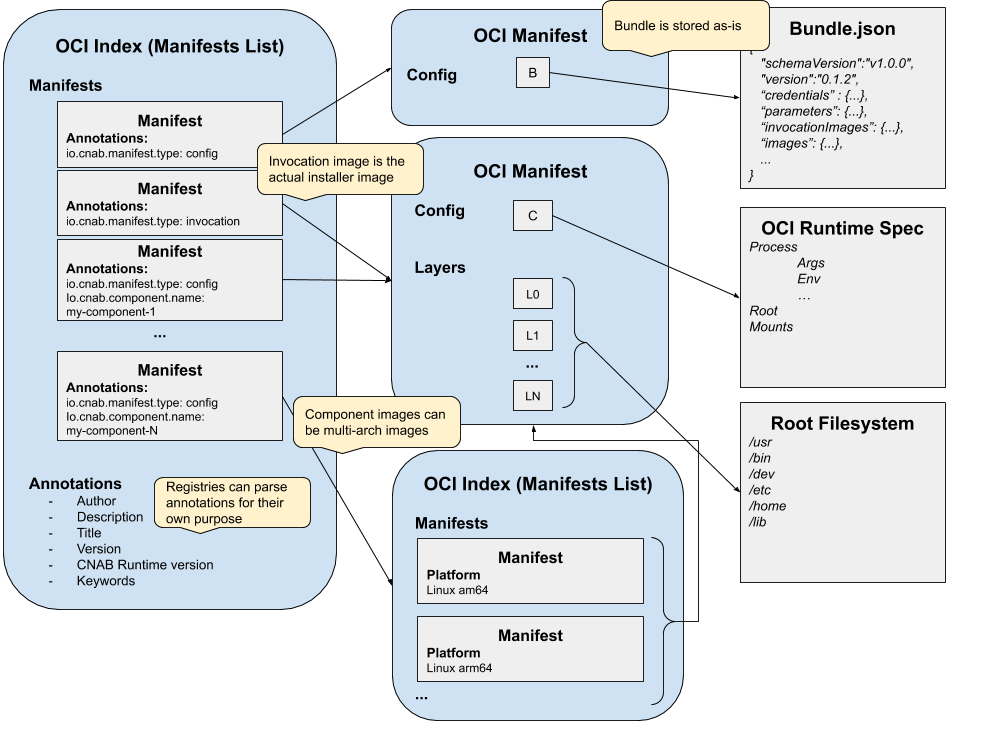 OCI Index (Manifests List)
Manifests
Manifest
Annotations:
io.cnab.manifest.type: config
Manifest
Annotations:
io.cnab.manifest.type: invocation
Manifest
Annotations:
io.cnab.manifest.type: config
Io.cnab.component.name:
my-component-1
...
Manifest
Annotations:
io.cnab.manifest.type: config
Io.cnab.component.name:
my-component-N
Annotations
- Author
- Description
- Title
- Version
- CNAB Runtime version
- Keywords
Registries can parse
annotations for their
own purpose
Invocation image is the
actual installer image
Component images can
be multi-arch images
OCI Manifest
Config
B
Bundle is stored as-is
OCI Manifest
Config
C
Layers
L0
L1
...
LN
OCI Index (Manifests List)
Manifests
Manifest
Platform
Linux am64
Manifest
Platform
Linux arm64
...
Bundle.json
{
"schemaVersion":"v1.0.0",
"version":"0.1.2",
“credentials” : {...},
“parameters”: {...},
“invocationImages”: {...},
“images”: {...},
...
}
OCI Runtime Spec
Process
Args
Env
…
Root
Mounts
Root Filesystem
/usr
/bin
/dev
/etc
/home
/lib